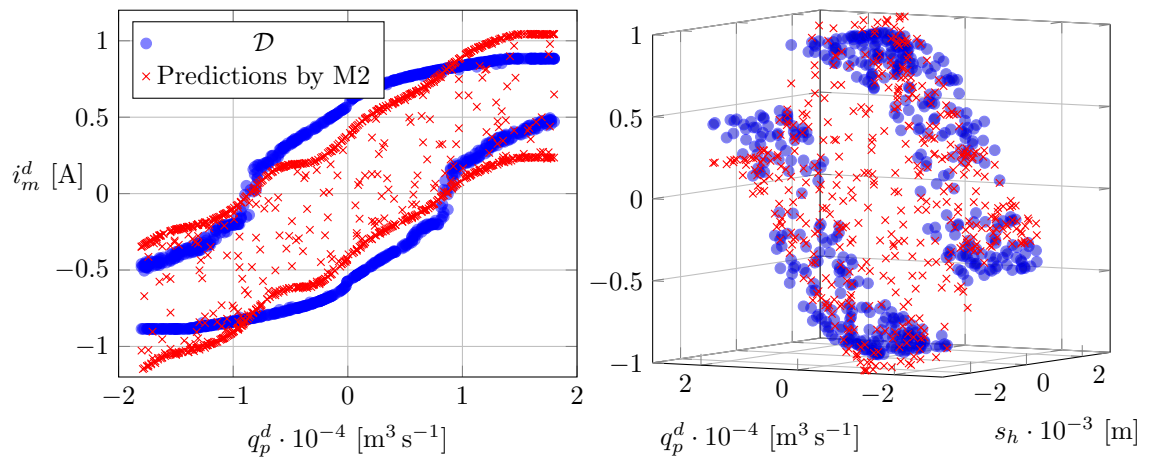 𝒟
Predictions by M2
1
0.5
0
−0.5
−1
i_m^d [A]
−2 −1 0 1 2
q_p^d · 10^{−4} [m^3 s^{−1}]
1
0.5
0
−0.5
−1
2 0 −2
−2 0 2
q_p^d · 10^{−4} [m^3 s^{−1}]
s_h · 10^{−3} [m]